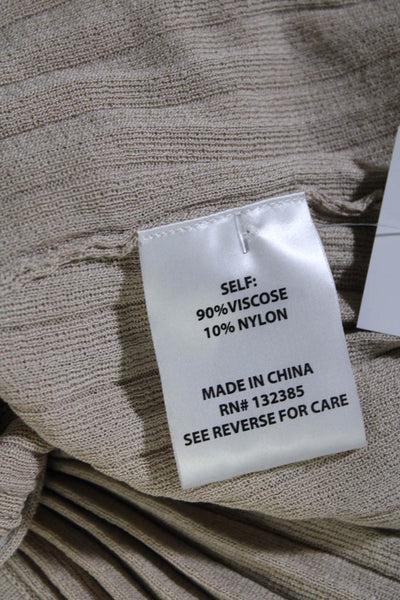 SELF:
90%VISCOSE
10% NYLON
MADE IN CHINA
RN# 132385
SEE REVERSE FOR CARE